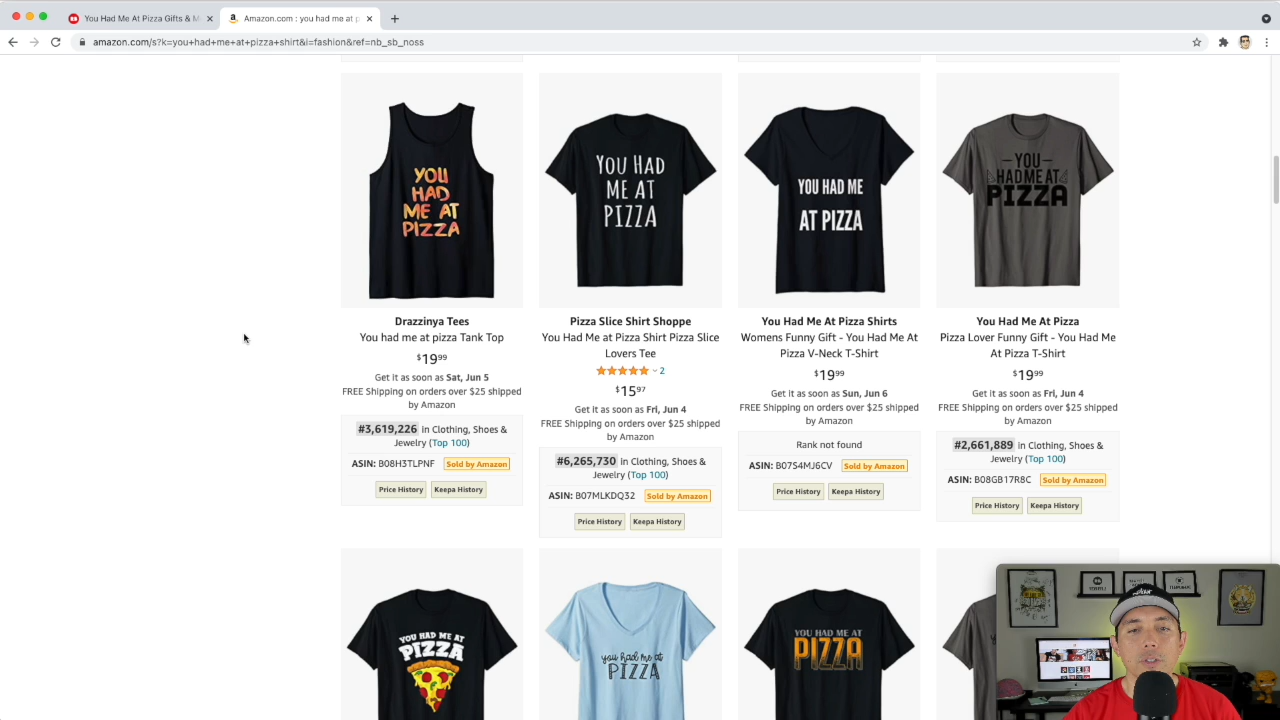 You Had Me At Pizza Gifts & M
Amazon.com : you had me at p
amazon.com/s?k=you+had+me+at+pizza+shirt&i=fashion&ref=nb_sb_noss
YOU
HAD
ME AT
PIZZA
YOU HAD
ME AT
PIZZA
YOU HAD ME
AT PIZZA
YOU
HAD ME AT
PIZZA
Drazzinya Tees
You had me at pizza Tank Top
$19.99
Get it as soon as Sat, Jun 5
FREE Shipping on orders over $25 shipped
by Amazon
#3,619,226 in Clothing, Shoes &
Jewelry (Top 100)
ASIN: B08H3TLPNF Sold by Amazon
Price History Keepa History
Pizza Slice Shirt Shoppe
You Had Me at Pizza Shirt Pizza Slice
Lovers Tee
2
$15.97
Get it as soon as Fri, Jun 4
FREE Shipping on orders over $25 shipped
by Amazon
#6,265,730 in Clothing, Shoes &
Jewelry (Top 100)
ASIN: B07MLKDQ32 Sold by Amazon
Price History Keepa History
You Had Me At Pizza Shirts
Womens Funny Gift - You Had Me At
Pizza V-Neck T-Shirt
$19.99
Get it as soon as Sun, Jun 6
FREE Shipping on orders over $25 shipped
by Amazon
Rank not found
ASIN: B07S4MJ6CV Sold by Amazon
Price History Keepa History
You Had Me At Pizza
Pizza Lover Funny Gift - You Had Me
At Pizza T-Shirt
$19.99
Get it as soon as Fri, Jun 4
FREE Shipping on orders over $25 shipped
by Amazon
#2,661,889 in Clothing, Shoes &
Jewelry (Top 100)
ASIN: B08GB17R8C Sold by Amazon
Price History Keepa History
YOU HAD ME AT
PIZZA
you had me at
PIZZA
YOU HAD ME AT
PIZZA